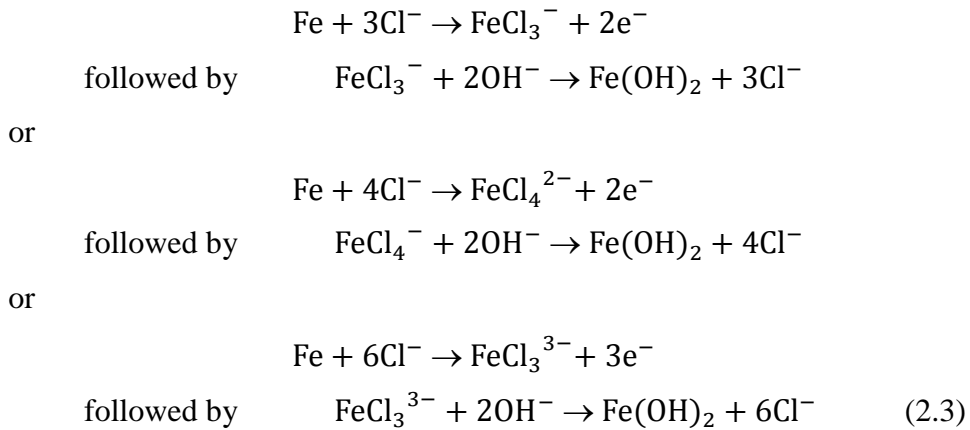 Fe + 3Cl⁻ → FeCl₃⁻ + 2e⁻
followed by FeCl₃⁻ + 2OH⁻ → Fe(OH)₂ + 3Cl⁻
or
Fe + 4Cl⁻ → FeCl₄²⁻ + 2e⁻
followed by FeCl₄⁻ + 2OH⁻ → Fe(OH)₂ + 4Cl⁻
or
Fe + 6Cl⁻ → FeCl₃³⁻ + 3e⁻
followed by FeCl₃³⁻ + 2OH⁻ → Fe(OH)₂ + 6Cl⁻ (2.3)